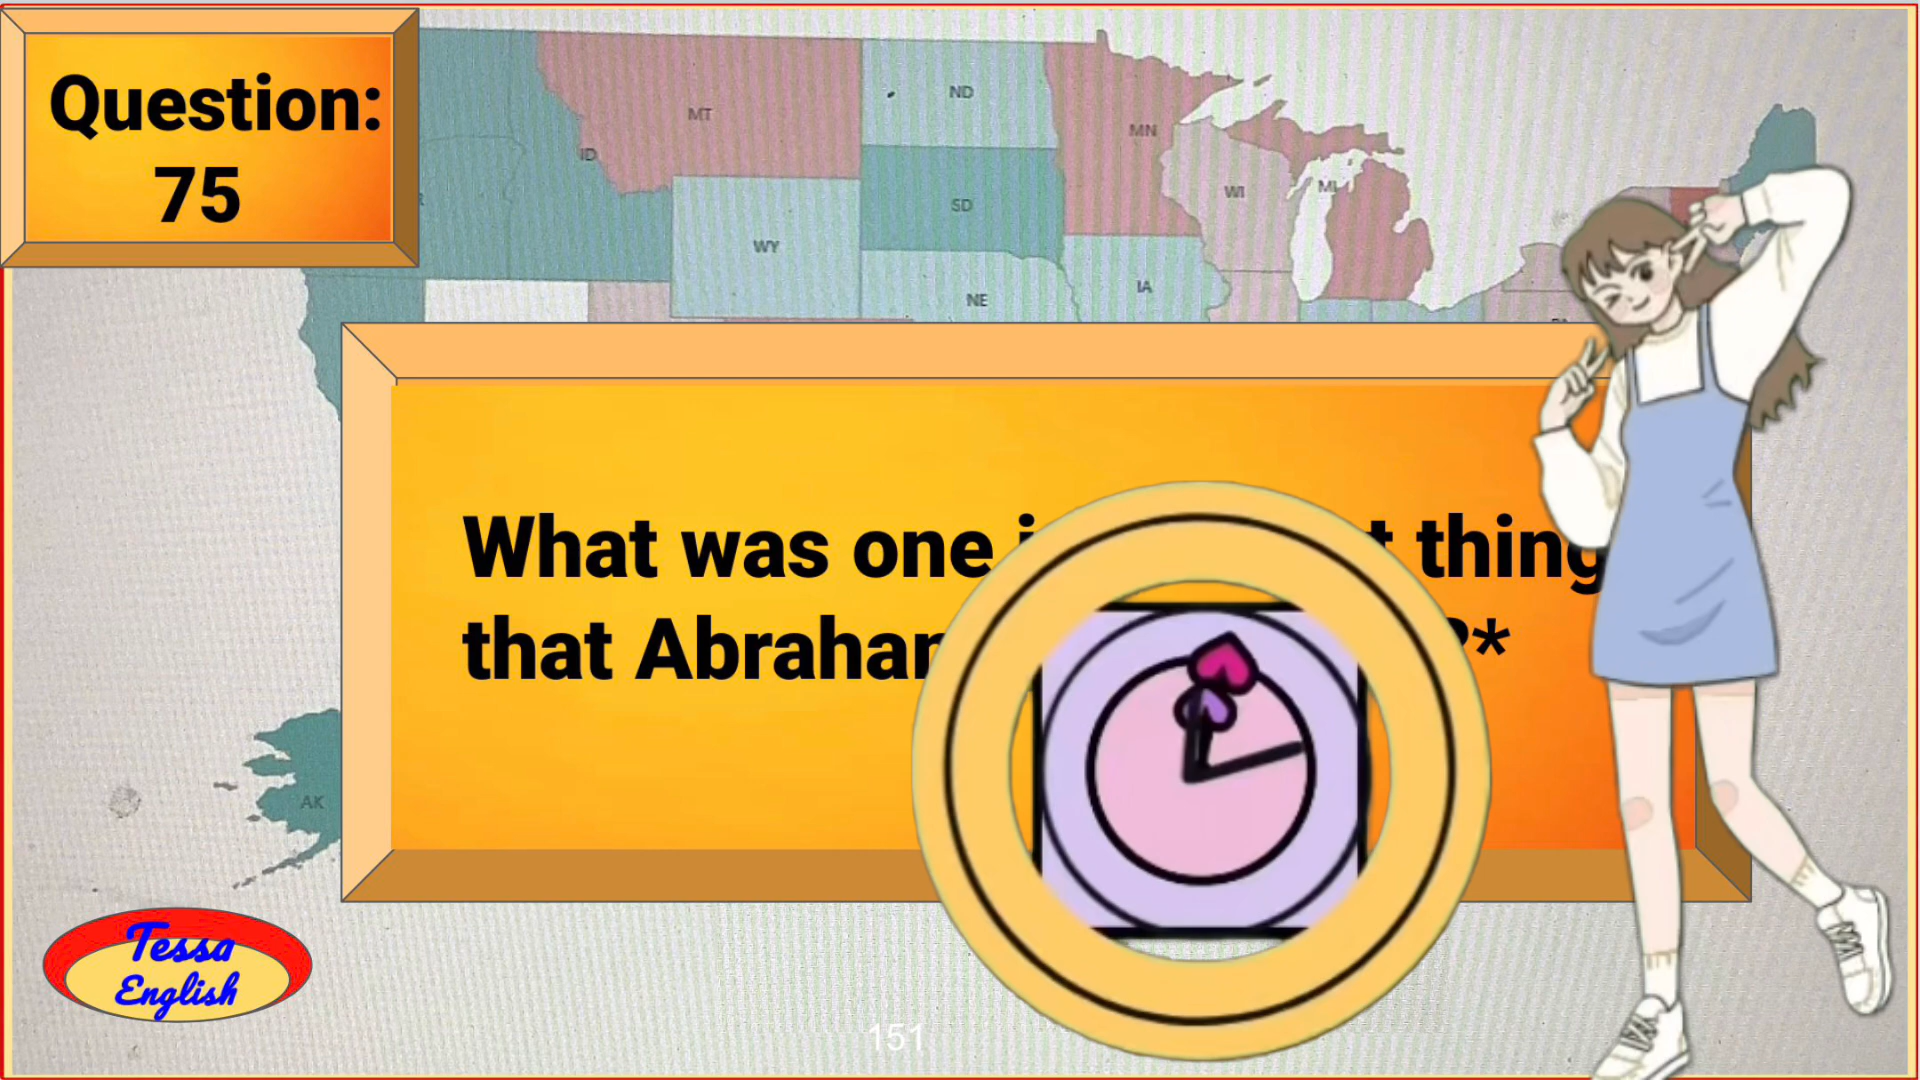 Question:
75
MT
ND
MN
ID
WI
MI
SD
WY
IA
NE
What was one thing
that
AK
Tessa
English
151